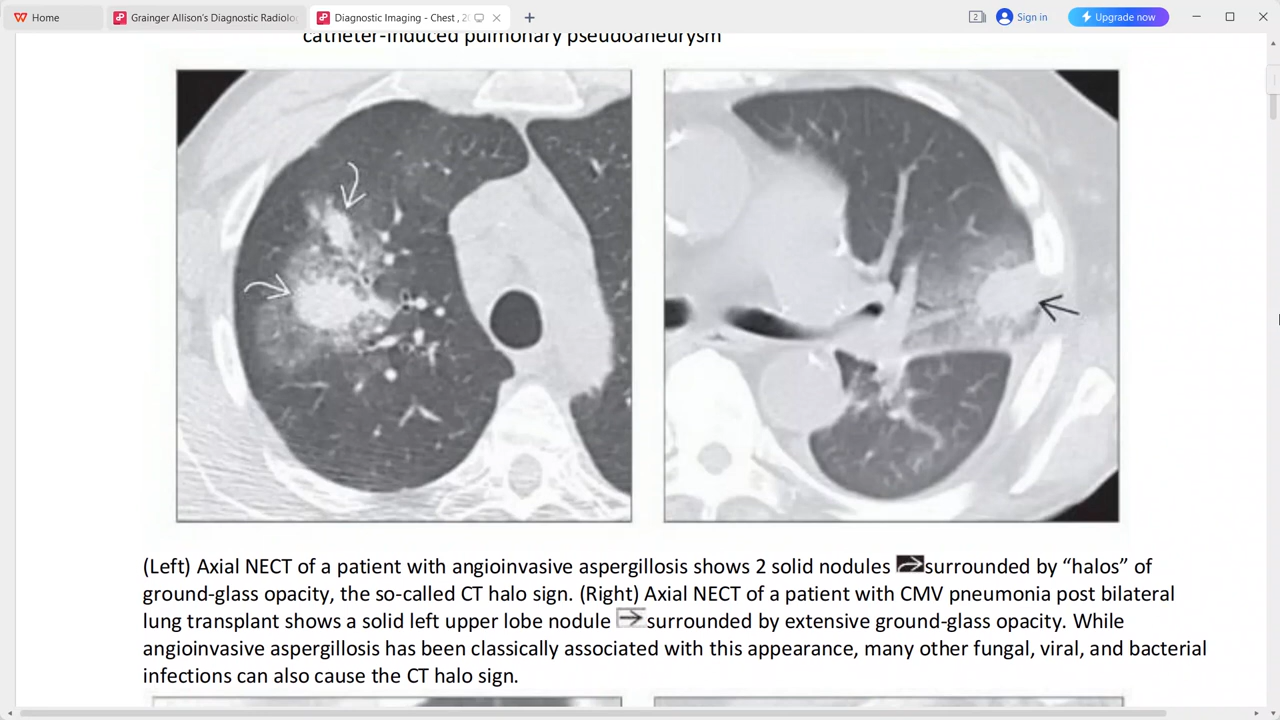 Home
Grainger Allison's Diagnostic Radiolo
Diagnostic Imaging - Chest , 2
2
Sign in
Upgrade now
catheter-induced pulmonary pseudoaneurysm
(Left) Axial NECT of a patient with angioinvasive aspergillosis shows 2 solid nodules surrounded by “halos” of
ground-glass opacity, the so-called CT halo sign. (Right) Axial NECT of a patient with CMV pneumonia post bilateral
lung transplant shows a solid left upper lobe nodule surrounded by extensive ground-glass opacity. While
angioinvasive aspergillosis has been classically associated with this appearance, many other fungal, viral, and bacterial
infections can also cause the CT halo sign.